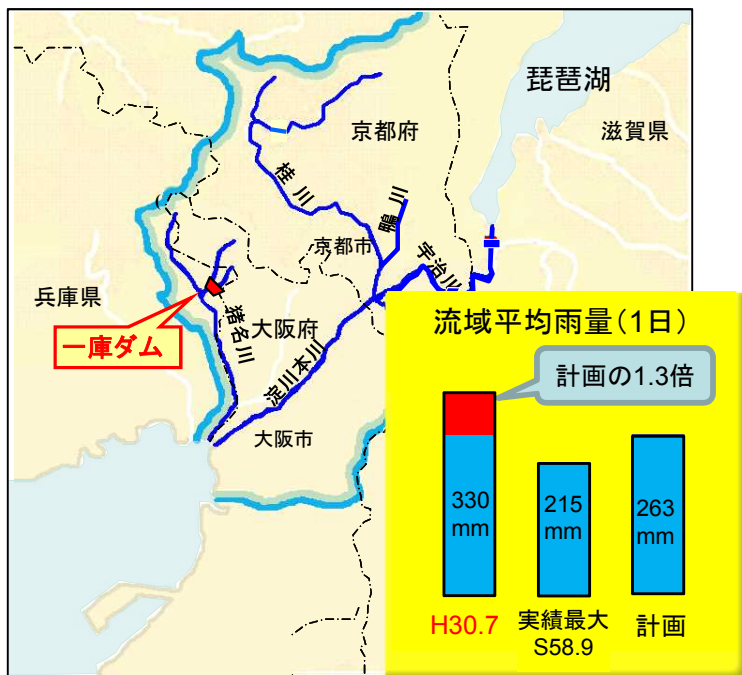 琵琶湖
京都府
滋賀県
桂川
鴨川
京都市
宇治川
兵庫県
一庫ダム
猪名川
大阪府
淀川本川
大阪市
流域平均雨量(1日)
計画の1.3倍
330
mm
215
mm
263
mm
H30.7
実績最大
S58.9
計画